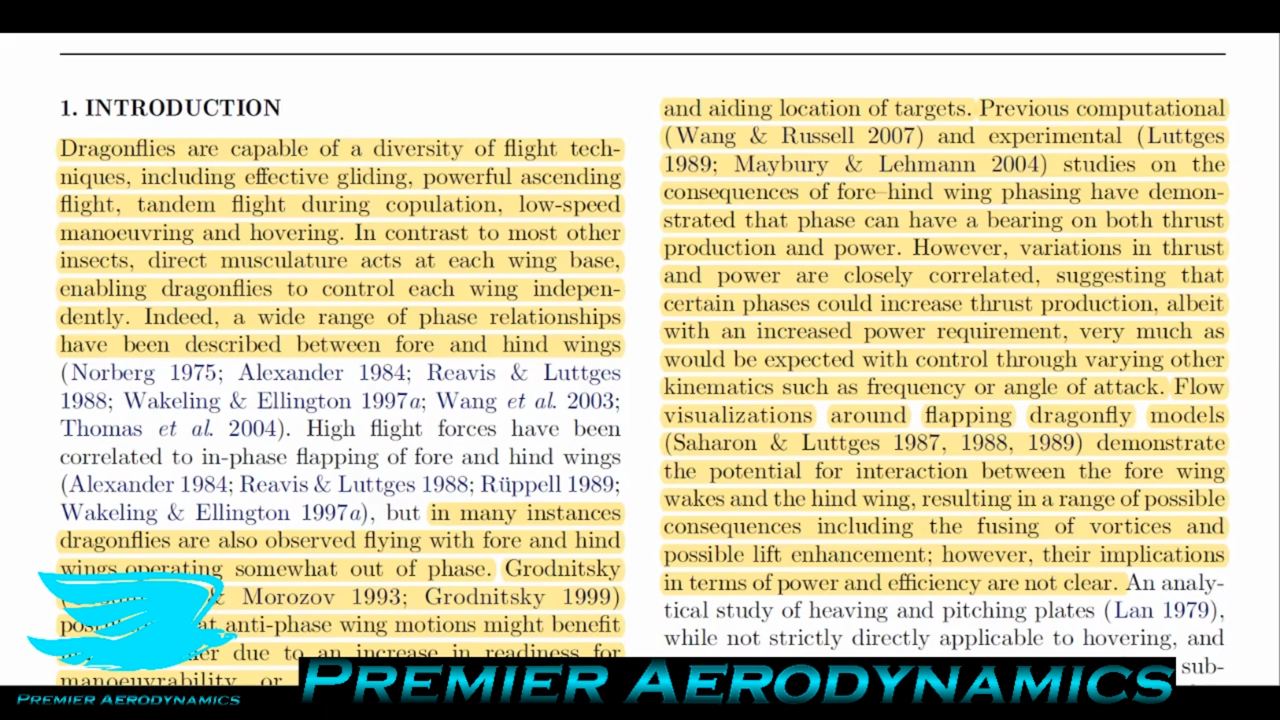 1. INTRODUCTION
Dragonflies are capable of a diversity of flight tech-
niques, including effective gliding, powerful ascending
flight, tandem flight during copulation, low-speed
manoeuvring and hovering. In contrast to most other
insects, direct musculature acts at each wing base,
enabling dragonflies to control each wing indepen-
dently. Indeed, a wide range of phase relationships
have been described between fore and hind wings
(Norberg 1975; Alexander 1984; Reavis & Luttges
1988; Wakeling & Ellington 1997a; Wang et al. 2003;
Thomas et al. 2004). High flight forces have been
correlated to in-phase flapping of fore and hind wings
(Alexander 1984; Reavis & Luttges 1988; Rüppell 1989;
Wakeling & Ellington 1997a), but in many instances
dragonflies are also observed flying with fore and hind
wings operating somewhat out of phase. Grodnitsky
& Morozov 1993; Grodnitsky 1999)
anti-phase wing motions might benefit
due to an increase in readiness for
manoeuvrability or
and aiding location of targets. Previous computational
(Wang & Russell 2007) and experimental (Luttges
1989; Maybury & Lehmann 2004) studies on the
consequences of fore–hind wing phasing have demon-
strated that phase can have a bearing on both thrust
production and power. However, variations in thrust
and power are closely correlated, suggesting that
certain phases could increase thrust production, albeit
with an increased power requirement, very much as
would be expected with control through varying other
kinematics such as frequency or angle of attack. Flow
visualizations around flapping dragonfly models
(Saharon & Luttges 1987, 1988, 1989) demonstrate
the potential for interaction between the fore wing
wakes and the hind wing, resulting in a range of possible
consequences including the fusing of vortices and
possible lift enhancement; however, their implications
in terms of power and efficiency are not clear. An analy-
tical study of heaving and pitching plates (Lan 1979),
while not strictly directly applicable to hovering, and
sub-
PREMIER AERODYNAMICS
PREMIER AERODYNAMICS